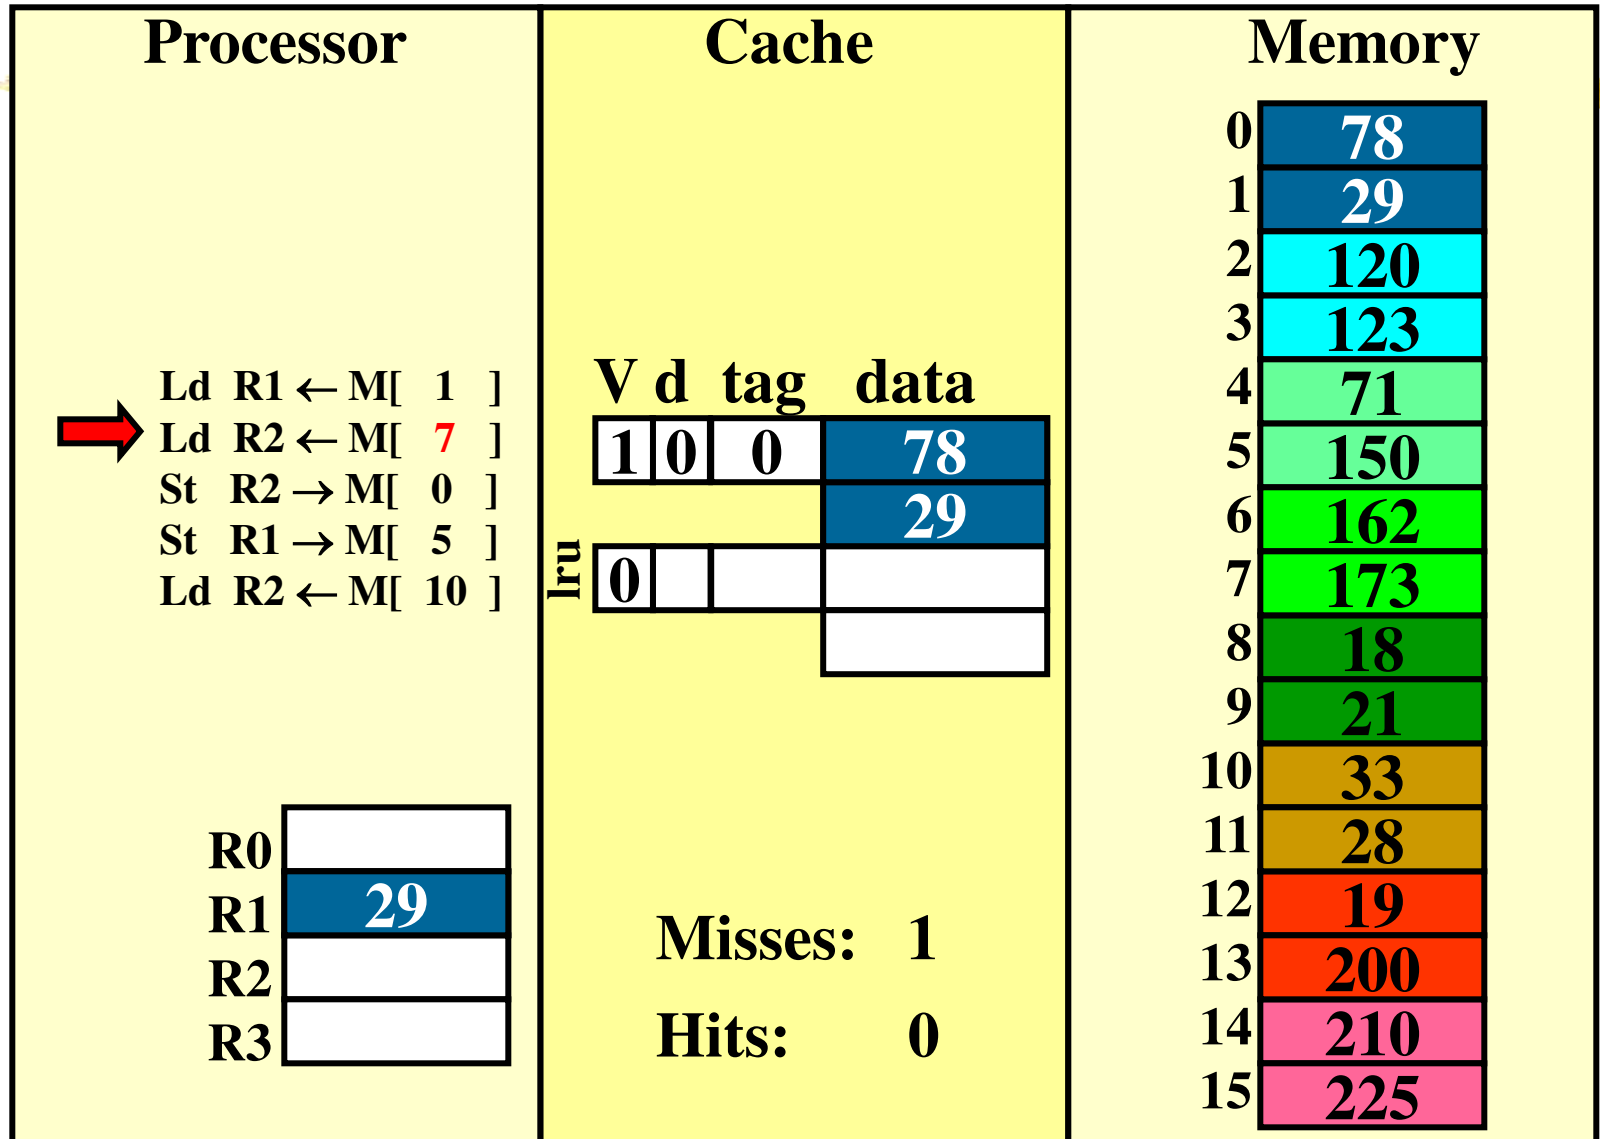 Processor
Cache
Memory
Ld R1 ← M[ 1 ]
Ld R2 ← M[ 7 ]
St R2 → M[ 0 ]
St R1 → M[ 5 ]
Ld R2 ← M[ 10 ]
R0
R1 29
R2
R3
V d tag data
1 0 0 78
29
lru 0
Misses: 1
Hits: 0
0 78
1 29
2 120
3 123
4 71
5 150
6 162
7 173
8 18
9 21
10 33
11 28
12 19
13 200
14 210
15 225